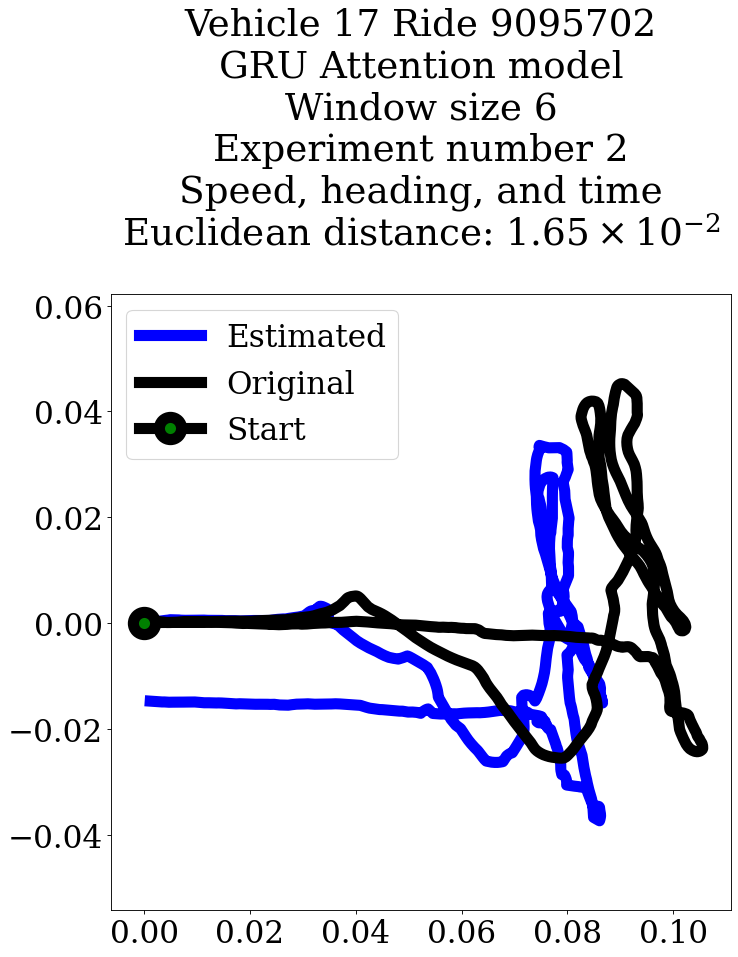 Vehicle 17 Ride 9095702
GRU Attention model
Window size 6
Experiment number 2
Speed, heading, and time
Euclidean distance: 1.65 × 10⁻²
0.06
0.04
0.02
0.00
−0.02
−0.04
Estimated
Original
Start
0.00 0.02 0.04 0.06 0.08 0.10